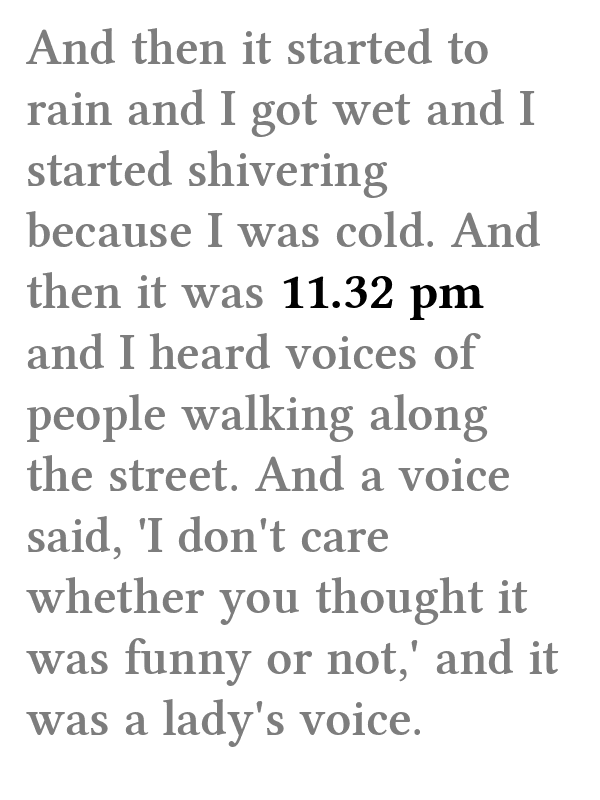 And then it started to
rain and I got wet and I
started shivering
because I was cold. And
then it was 11.32 pm
and I heard voices of
people walking along
the street. And a voice
said, 'I don't care
whether you thought it
was funny or not,' and it
was a lady's voice.